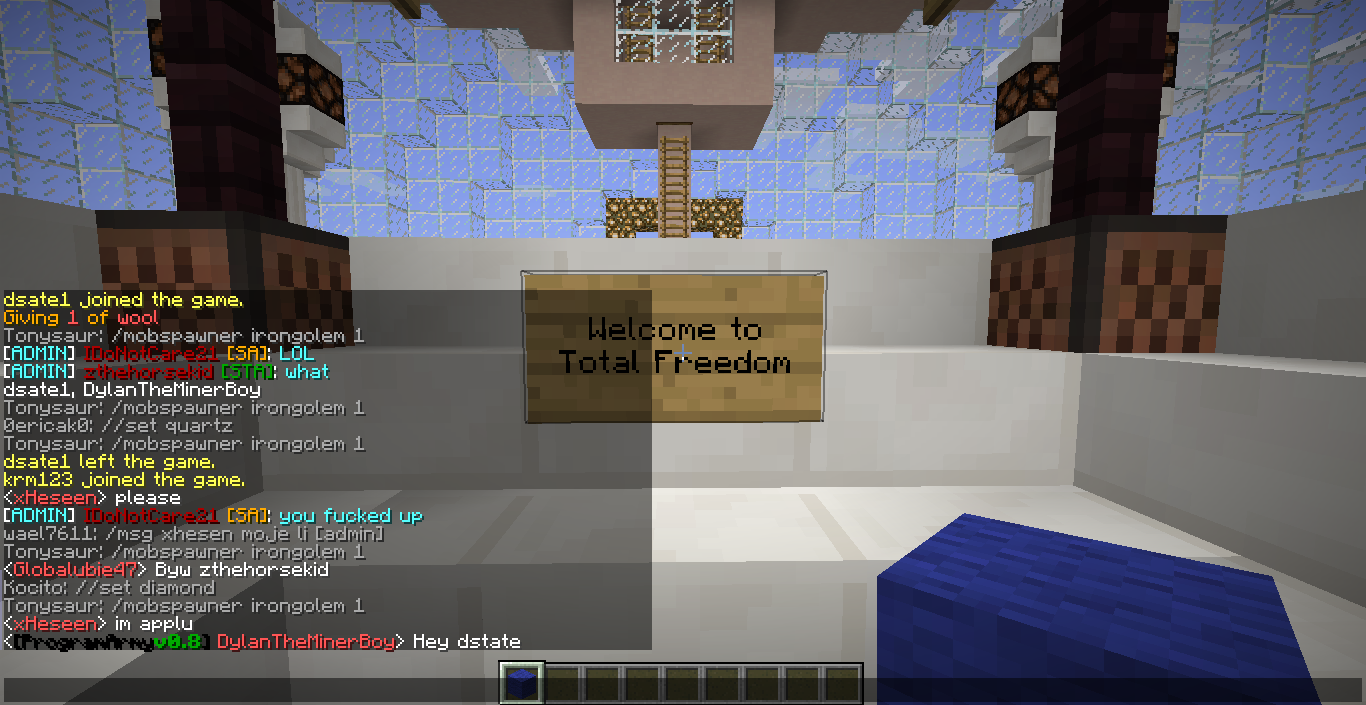 Welcome to
Total Freedom
dsate1 joined the game.
Giving 1 of wool
Tonysaur: /mobspawner irongolem 1
[ADMIN] IDoNotCare21 [SA]: LOL
[ADMIN] zthehorsekid [STA]: what
dsate1, DylanTheMinerBoy
Tonysaur: /mobspawner irongolem 1
0ericak0: //set quartz
Tonysaur: /mobspawner irongolem 1
dsate1 left the game.
krm123 joined the game.
<xHeseen> please
[ADMIN] IDoNotCare21 [SA]: you fucked up
wael7611: /msg xhesen moje li [admin]
Tonysaur: /mobspawner irongolem 1
<Globalubie47> Byw zthehorsekid
Kocito: //set diamond
Tonysaur: /mobspawner irongolem 1
<xHeseen> im applu
<[v0.8] DylanTheMinerBoy> Hey dstate